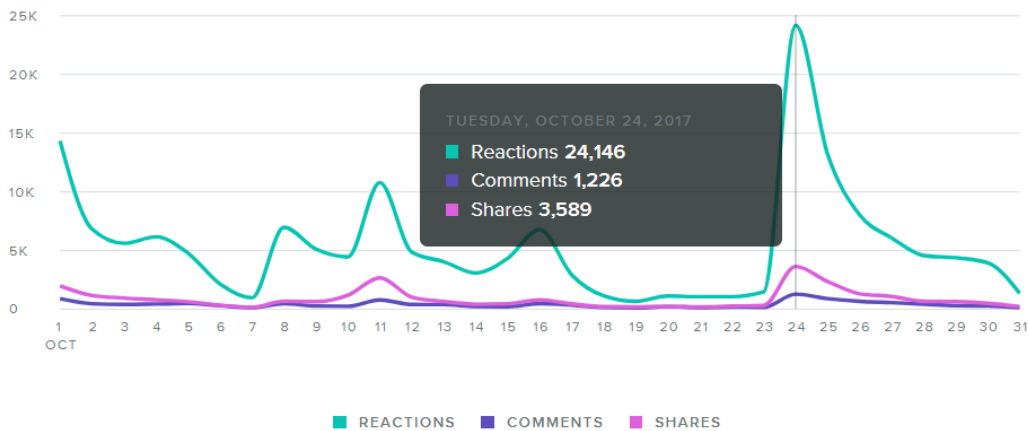 25K
20K
15K
10K
5K
0
TUESDAY, OCTOBER 24, 2017
Reactions 24,146
Comments 1,226
Shares 3,589
1 2 3 4 5 6 7 8 9 10 11 12 13 14 15 16 17 18 19 20 21 22 23 24 25 26 27 28 29 30 31
OCT
REACTIONS COMMENTS SHARES